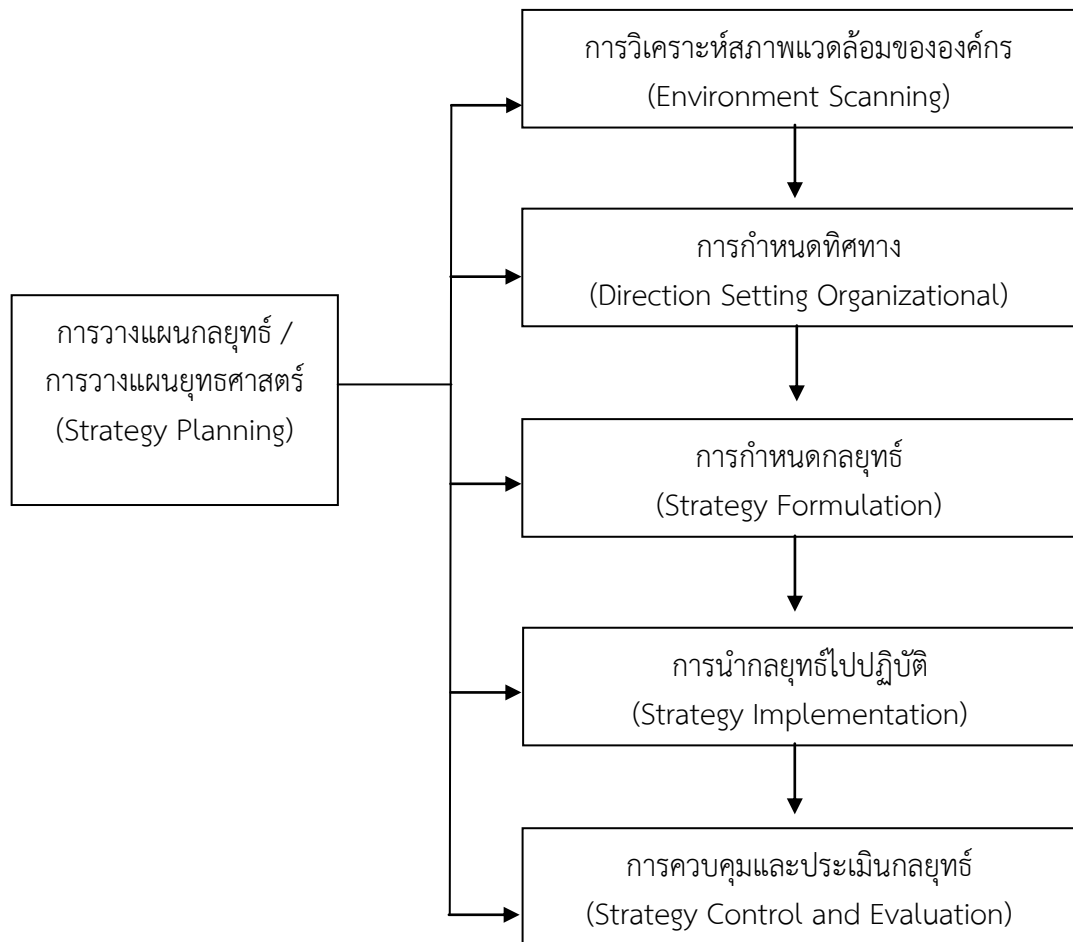 การวิเคราะห์สภาพแวดล้อมขององค์กร
(Environment Scanning)
การกำหนดทิศทาง
(Direction Setting Organizational)
การวางแผนกลยุทธ์ /
การวางแผนยุทธศาสตร์
(Strategy Planning)
การกำหนดกลยุทธ์
(Strategy Formulation)
การนำกลยุทธ์ไปปฏิบัติ
(Strategy Implementation)
การควบคุมและประเมินกลยุทธ์
(Strategy Control and Evaluation)